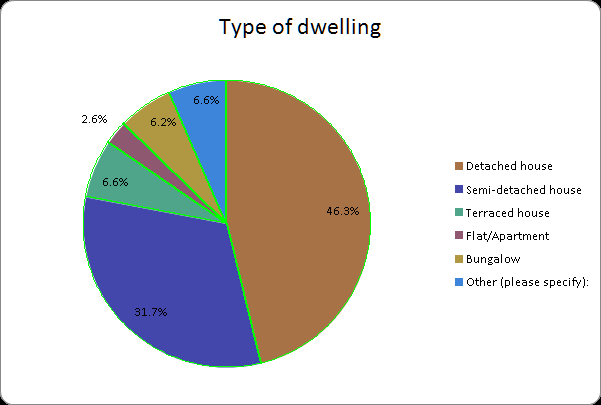 Type of dwelling
6.6%
2.6%
6.2%
6.6%
46.3%
31.7%
Detached house
Semi-detached house
Terraced house
Flat/Apartment
Bungalow
Other (please specify):